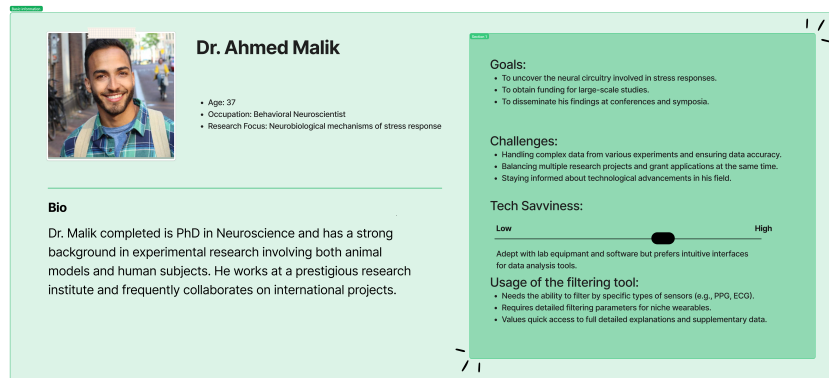 Basic Information
Dr. Ahmed Malik
Age: 37
Occupation: Behavioral Neuroscientist
Research Focus: Neurobiological mechanisms of stress response
Bio
Dr. Malik completed is PhD in Neuroscience and has a strong
background in experimental research involving both animal
models and human subjects. He works at a prestigious research
institute and frequently collaborates on international projects.
Section 1
Goals:
To uncover the neural circuitry involved in stress responses.
To obtain funding for large-scale studies.
To disseminate his findings at conferences and symposia.
Challenges:
Handling complex data from various experiments and ensuring data accuracy.
Balancing multiple research projects and grant applications at the same time.
Staying informed about technological advancements in his field.
Tech Savviness:
Low High
Adept with lab equipmant and software but prefers intuitive interfaces
for data analysis tools.
Usage of the filtering tool:
Needs the ability to filter by specific types of sensors (e.g., PPG, ECG).
Requires detailed filtering parameters for niche wearables.
Values quick access to full detailed explanations and supplementary data.